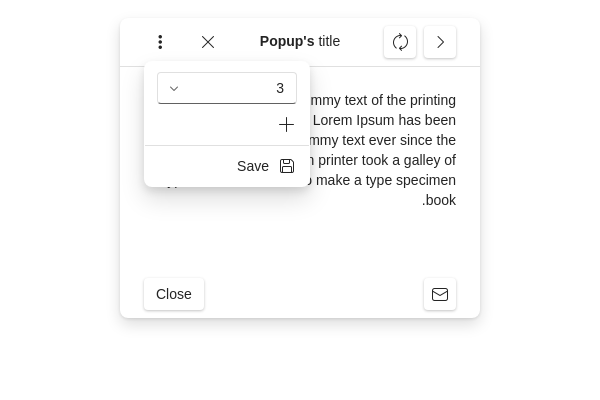 Popup's title
3
Save
mmy text of the printing
Lorem Ipsum has been
mmy text ever since the
printer took a galley of
make a type specimen
.book
Close